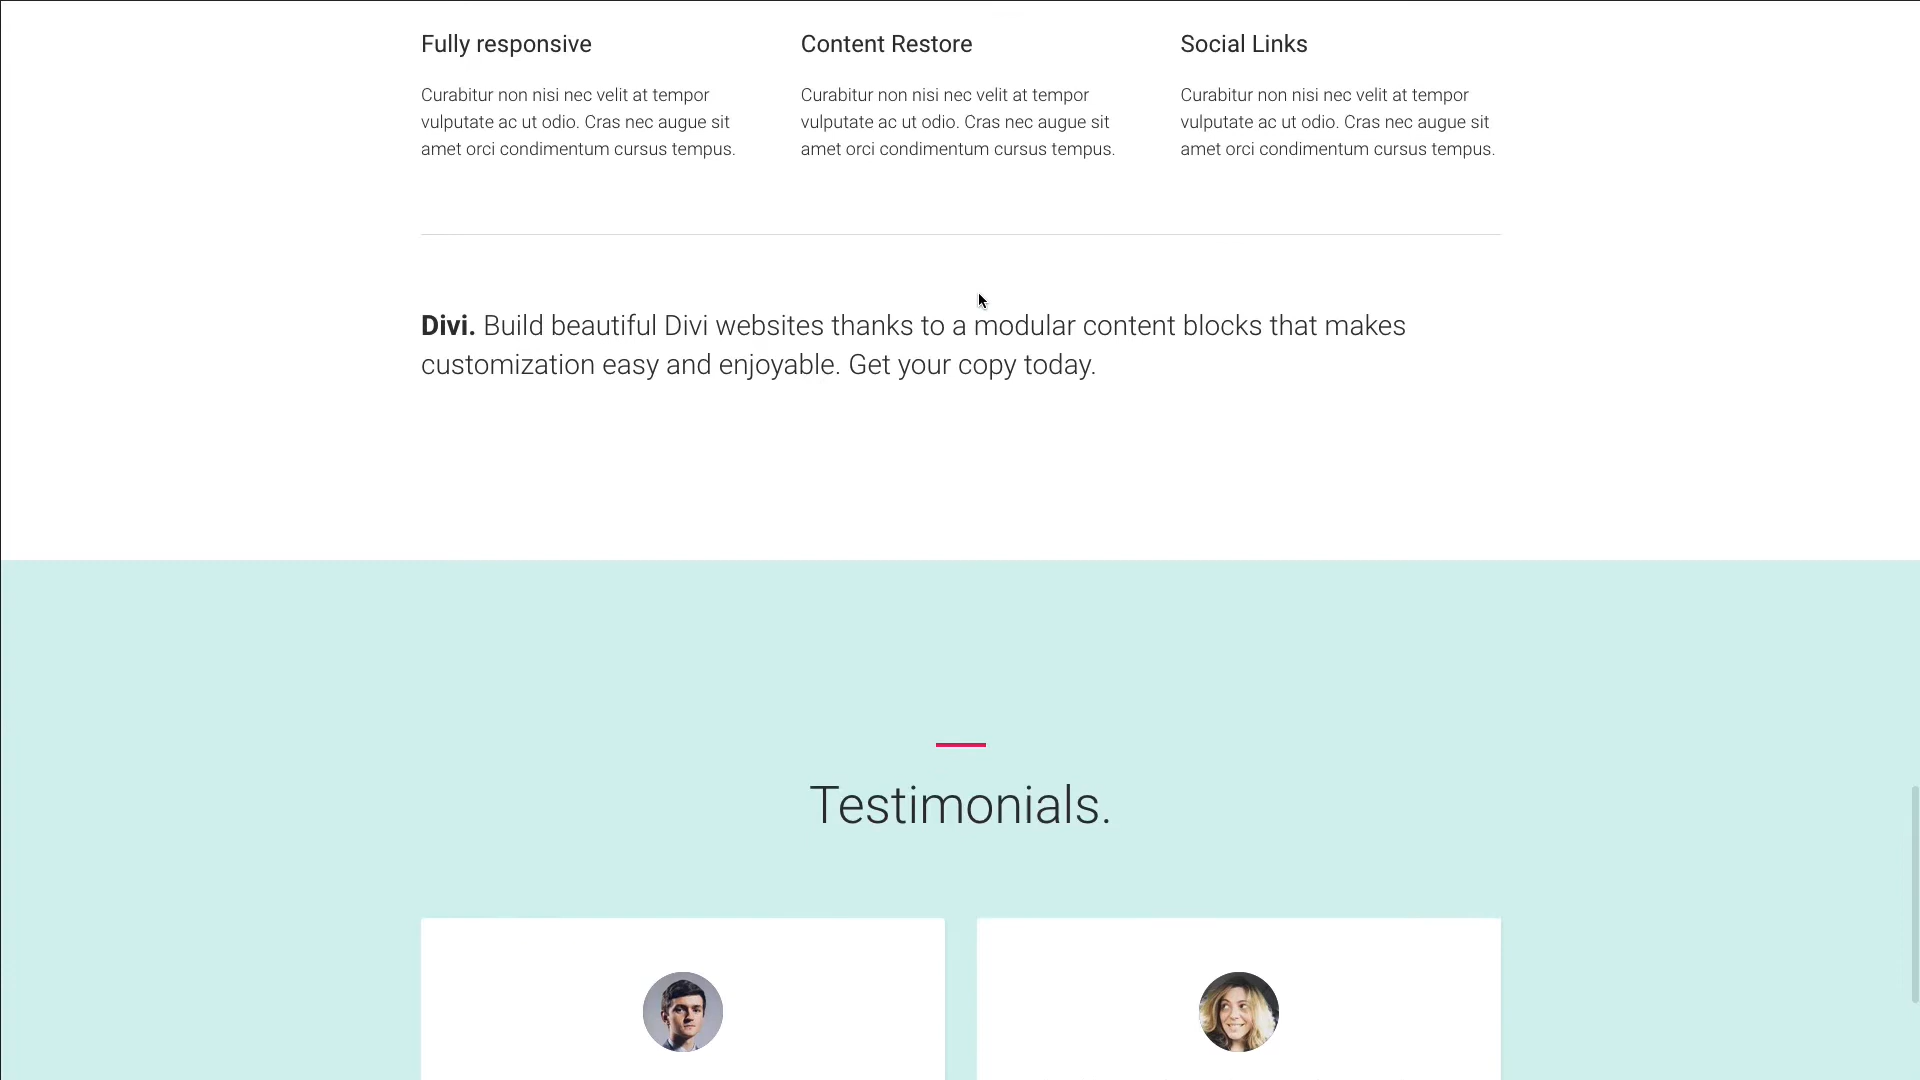 Fully responsive
Curabitur non nisi nec velit at tempor
vulputate ac ut odio. Cras nec augue sit
amet orci condimentum cursus tempus.
Content Restore
Curabitur non nisi nec velit at tempor
vulputate ac ut odio. Cras nec augue sit
amet orci condimentum cursus tempus.
Social Links
Curabitur non nisi nec velit at tempor
vulputate ac ut odio. Cras nec augue sit
amet orci condimentum cursus tempus.
Divi. Build beautiful Divi websites thanks to a modular content blocks that makes
customization easy and enjoyable. Get your copy today.
Testimonials.